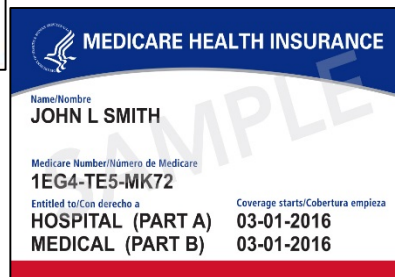 MEDICARE HEALTH INSURANCE
Name/Nombre
JOHN L SMITH
Medicare Number/Número de Medicare
1EG4-TE5-MK72
Entitled to/Con derecho a
Coverage starts/Cobertura empieza
HOSPITAL (PART A) 03-01-2016
MEDICAL (PART B) 03-01-2016
SAMPLE